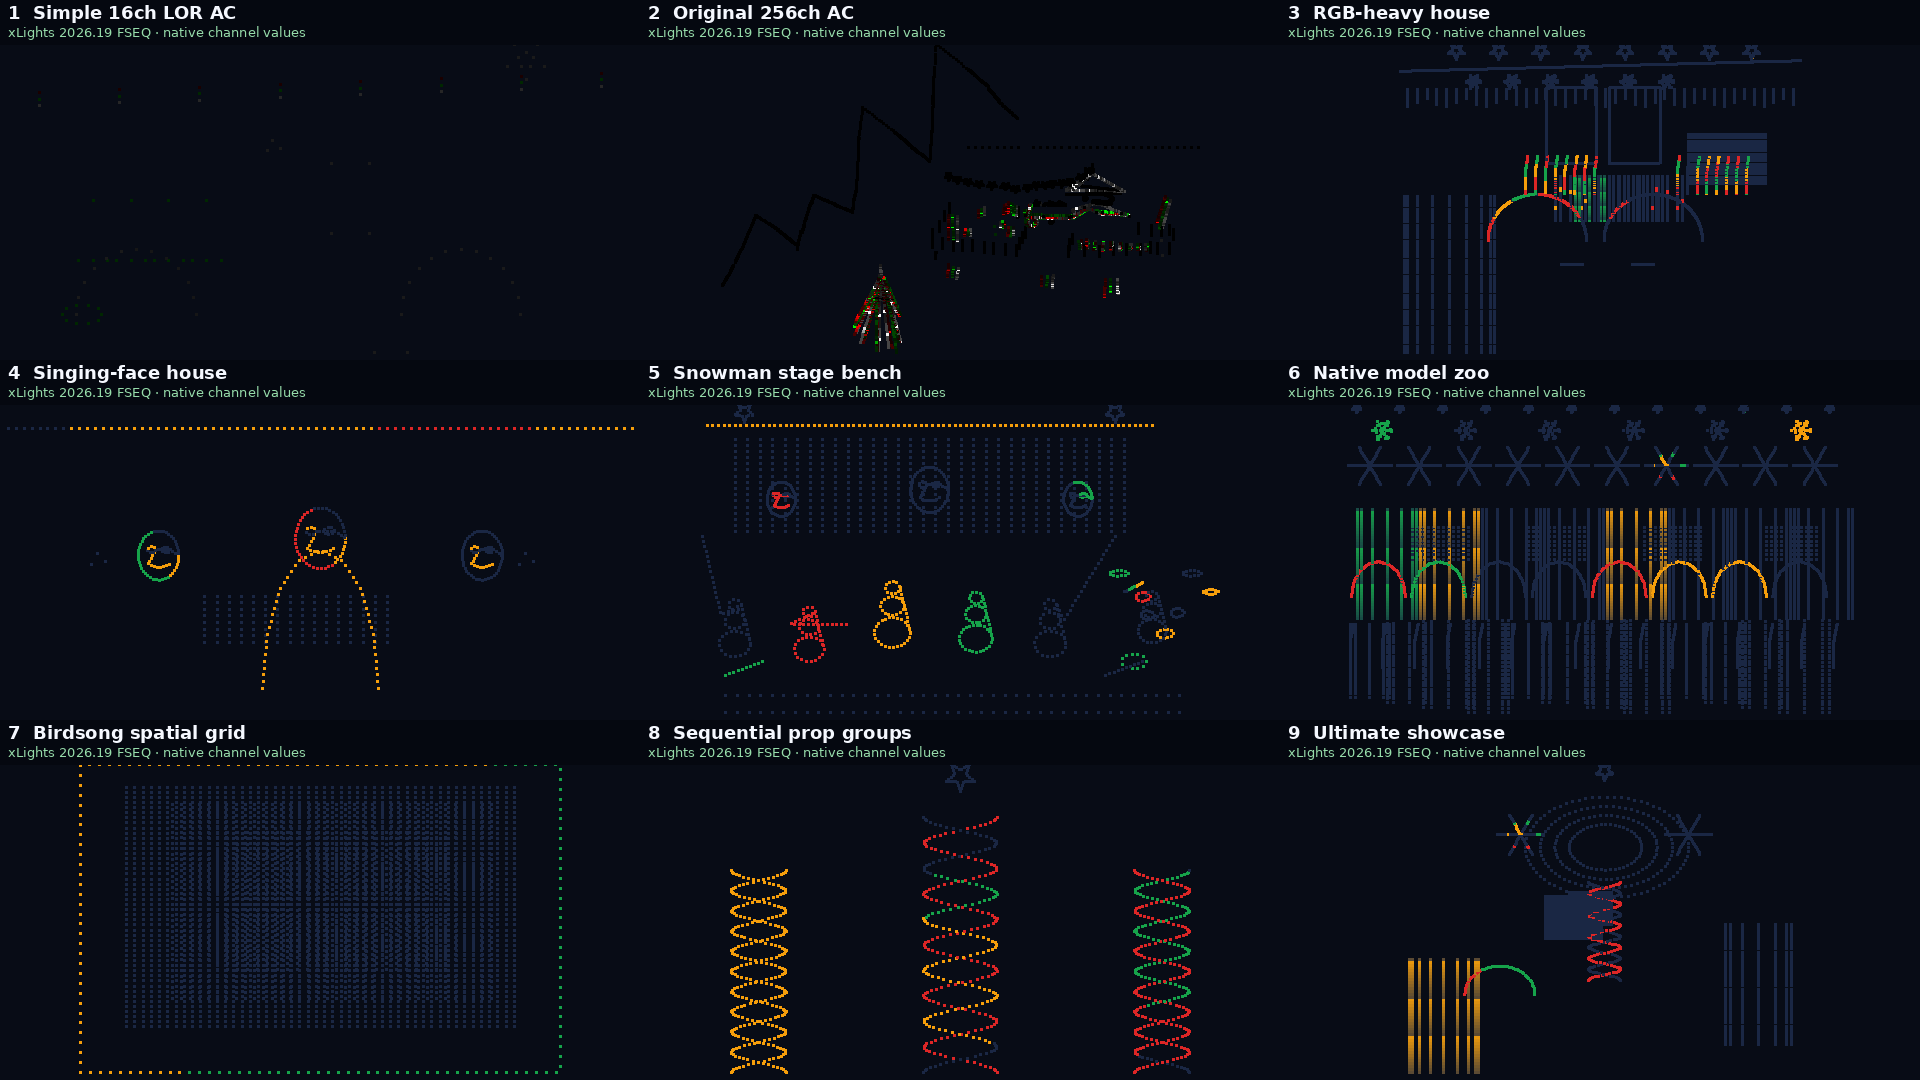 1  Simple 16ch LOR AC
xLights 2026.19 FSEQ · native channel values
2  Original 256ch AC
xLights 2026.19 FSEQ · native channel values
3  RGB-heavy house
xLights 2026.19 FSEQ · native channel values
4  Singing-face house
xLights 2026.19 FSEQ · native channel values
5  Snowman stage bench
xLights 2026.19 FSEQ · native channel values
6  Native model zoo
xLights 2026.19 FSEQ · native channel values
7  Birdsong spatial grid
xLights 2026.19 FSEQ · native channel values
8  Sequential prop groups
xLights 2026.19 FSEQ · native channel values
9  Ultimate showcase
xLights 2026.19 FSEQ · native channel values